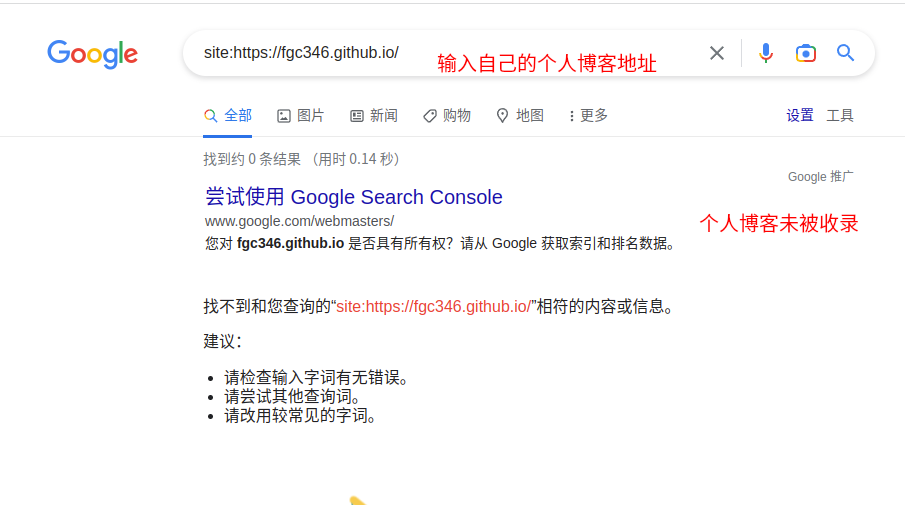 Google
site:https://fgc346.github.io/
输入自己的个人博客地址
全部 图片 新闻 购物 地图 更多 设置 工具
找到约 0 条结果 （用时 0.14 秒）
Google 推广
尝试使用 Google Search Console
www.google.com/webmasters/
个人博客未被收录
您对 fgc346.github.io 是否具有所有权？请从 Google 获取索引和排名数据。
找不到和您查询的“site:https://fgc346.github.io/”相符的内容或信息。
建议：
请检查输入字词有无错误。
请尝试其他查询词。
请改用较常见的字词。